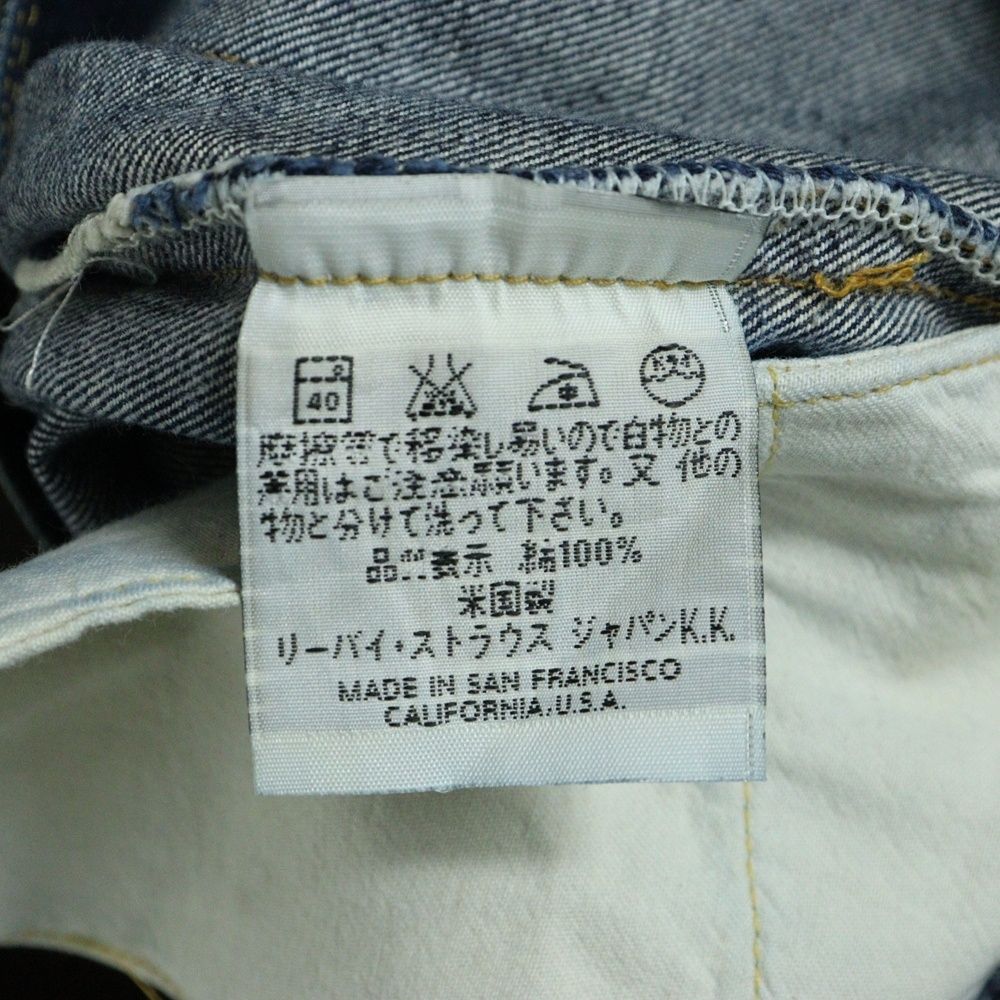 40
摩擦等で移染し易いので白物との
兼用はご注意願います。又 他の
物と分けて洗って下さい。
品質表示 綿100%
米国製
リーバイ・ストラウス ジャパンK.K.
MADE IN SAN FRANCISCO
CALIFORNIA.U.S.A.